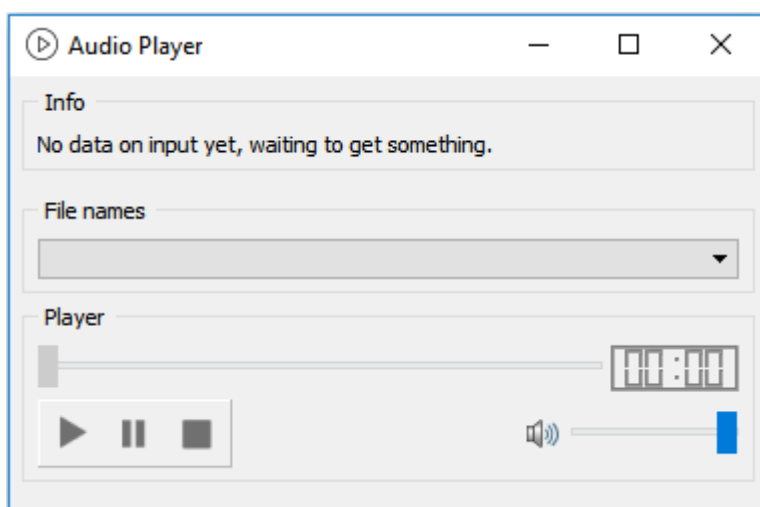 Audio Player
Info
No data on input yet, waiting to get something.
File names
Player
00:00